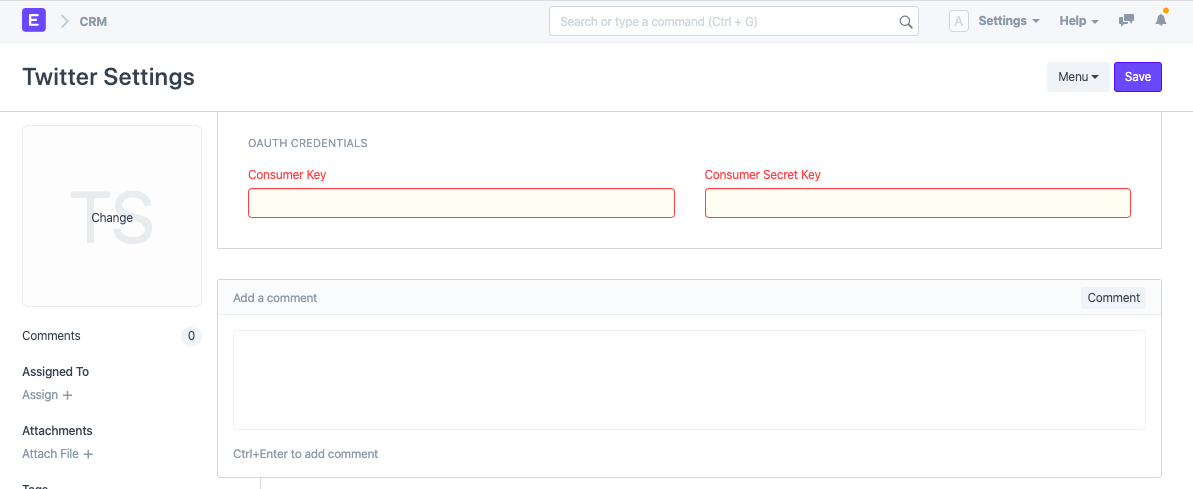 E
CRM
Search or type a command (Ctrl + G)
A
Settings
Help
Twitter Settings
Menu
Save
TS
Change
OAUTH CREDENTIALS
Consumer Key
Consumer Secret Key
Add a comment
Comment
Comments
0
Assigned To
Assign +
Attachments
Attach File +
Ctrl+Enter to add comment
Tags